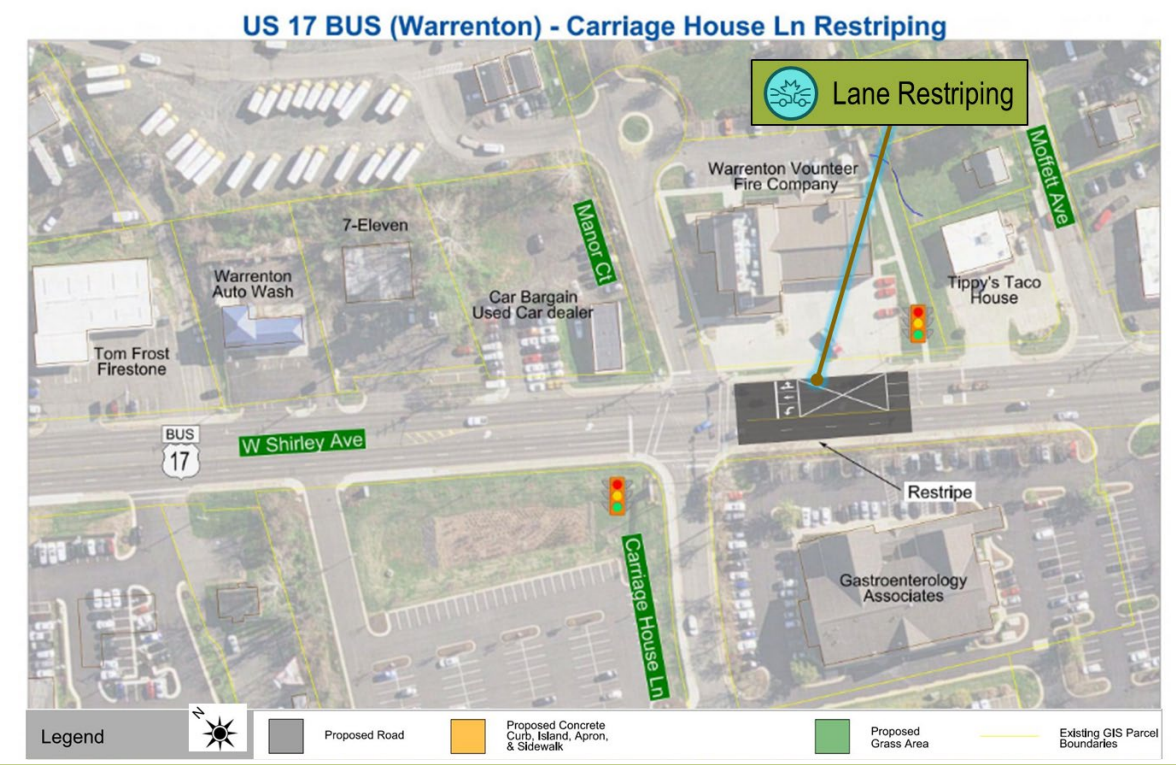 US 17 BUS (Warrenton) - Carriage House Ln Restriping
Lane Restriping
Moffett Ave
Warrenton Vounteer
Fire Company
Manor Ct
7-Eleven
Warrenton
Auto Wash
Car Bargain
Used Car dealer
Tippy's Taco
House
Tom Frost
Firestone
BUS
17
W Shirley Ave
Restripe
Carriage House Ln
Gastroenterology
Associates
Legend
N
Proposed Road
Proposed Concrete
Curb, Island, Apron,
& Sidewalk
Proposed
Grass Area
Existing GIS Parcel
Boundaries